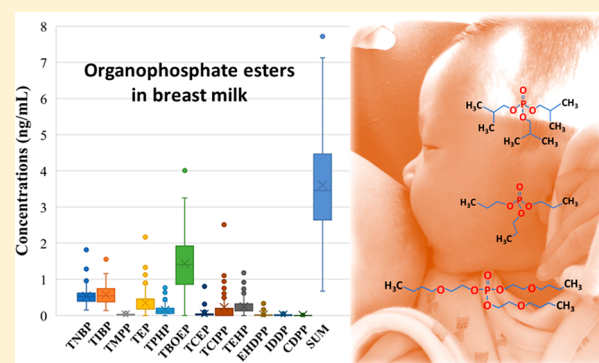 Organophosphate esters
in breast milk
Concentrations (ng/mL)
8
7
6
5
4
3
2
1
0
TNBP TIBP TMPP TEP TPHP TBOEP TCEP TCIPP TEHP EHDPP IDDP CDPP SUM
O
H₃C O P O CH₃
O
H₃C CH₃
H₃C CH₃
O
H₃C O P O CH₃
O
H₃C
O
H₃C O O P O O CH₃
O O CH₃